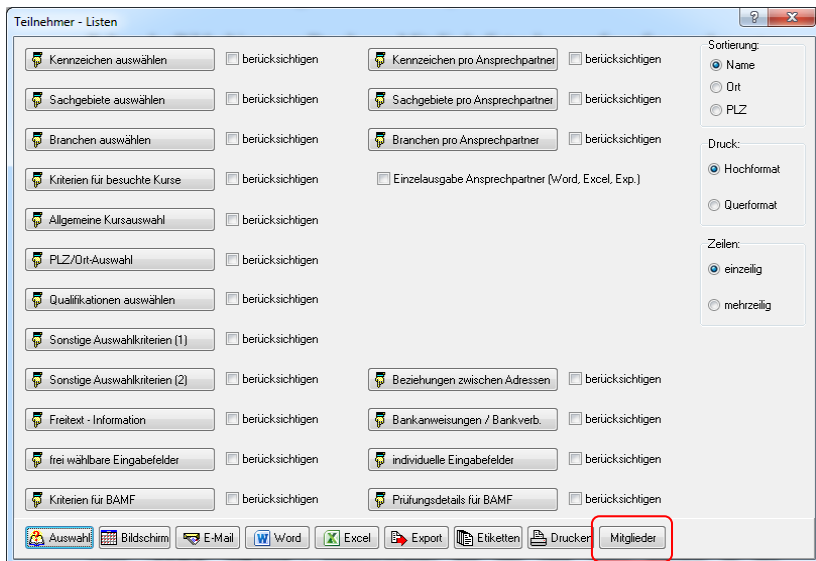 Teilnehmer - Listen
Kennzeichen auswählen berücksichtigen Kennzeichen pro Ansprechpartner berücksichtigen
Sachgebiete auswählen berücksichtigen Sachgebiete pro Ansprechpartner berücksichtigen
Branchen auswählen berücksichtigen Branchen pro Ansprechpartner berücksichtigen
Kriterien für besuchte Kurse berücksichtigen Einzelausgabe Ansprechpartner (Word, Excel, Exp.)
Allgemeine Kursauswahl berücksichtigen
PLZ/Ort-Auswahl berücksichtigen
Qualifikationen auswählen berücksichtigen
Sonstige Auswahlkriterien (1) berücksichtigen
Sonstige Auswahlkriterien (2) berücksichtigen Beziehungen zwischen Adressen berücksichtigen
Freitext - Information berücksichtigen Bankanweisungen / Bankverb. berücksichtigen
frei wählbare Eingabefelder berücksichtigen individuelle Eingabefelder berücksichtigen
Kriterien für BAMF berücksichtigen Prüfungsdetails für BAMF berücksichtigen
Sortierung:
Name
Ort
PLZ
Druck:
Hochformat
Querformat
Zeilen:
einzeilig
mehrzeilig
Auswahl Bildschirm E-Mail Word Excel Export Etiketten Drucken Mitglieder